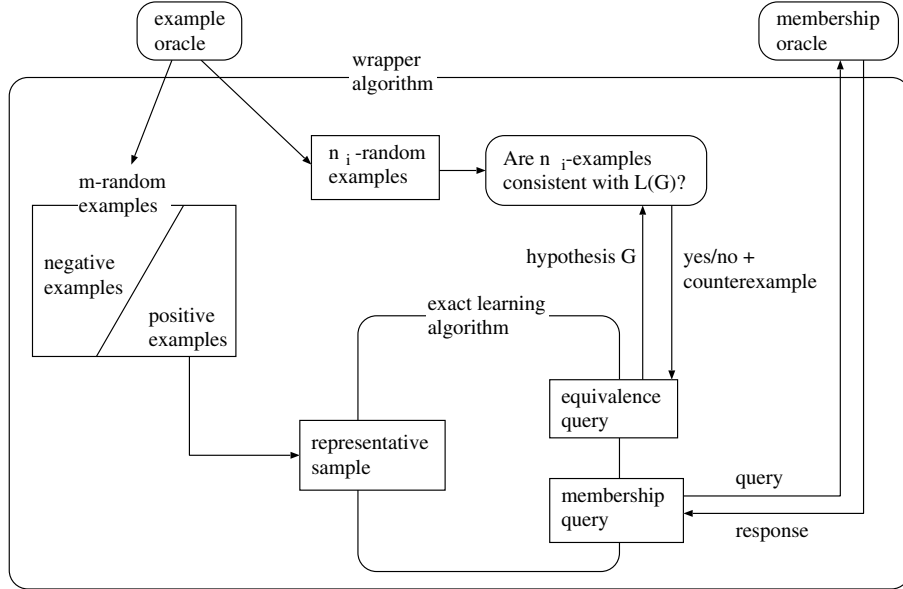 example
oracle
membership
oracle
wrapper
algorithm
n i -random
examples
Are n i-examples
consistent with L(G)?
m-random
examples
negative
examples
positive
examples
hypothesis G
yes/no +
counterexample
exact learning
algorithm
equivalence
query
representative
sample
membership
query
query
response